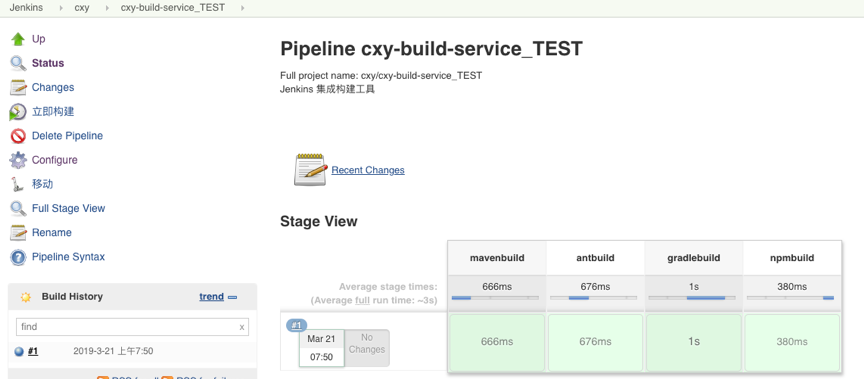 Jenkins cxy cxy-build-service_TEST
Up
Status
Changes
立即构建
Delete Pipeline
Configure
移动
Full Stage View
Rename
Pipeline Syntax
Build History trend
find x
#1 2019-3-21 上午7:50
Pipeline cxy-build-service_TEST
Full project name: cxy/cxy-build-service_TEST
Jenkins 集成构建工具
Recent Changes
Stage View
mavenbuild antbuild gradlebuild npmbuild
Average stage times:
(Average full run time: ~3s)
666ms 676ms 1s 380ms
#1
Mar 21
07:50
No
Changes
666ms 676ms 1s 380ms